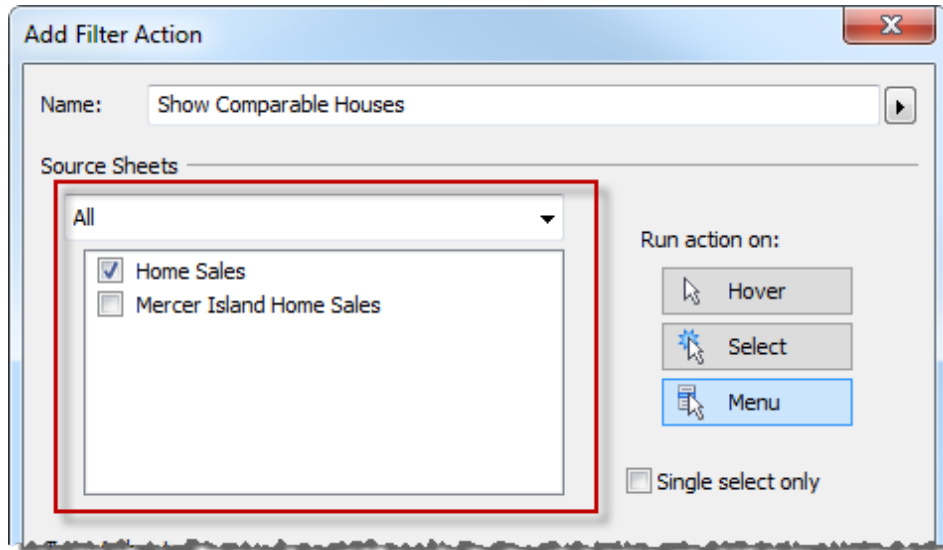 Add Filter Action
Name: Show Comparable Houses
Source Sheets
All
Home Sales
Mercer Island Home Sales
Run action on:
Hover
Select
Menu
Single select only